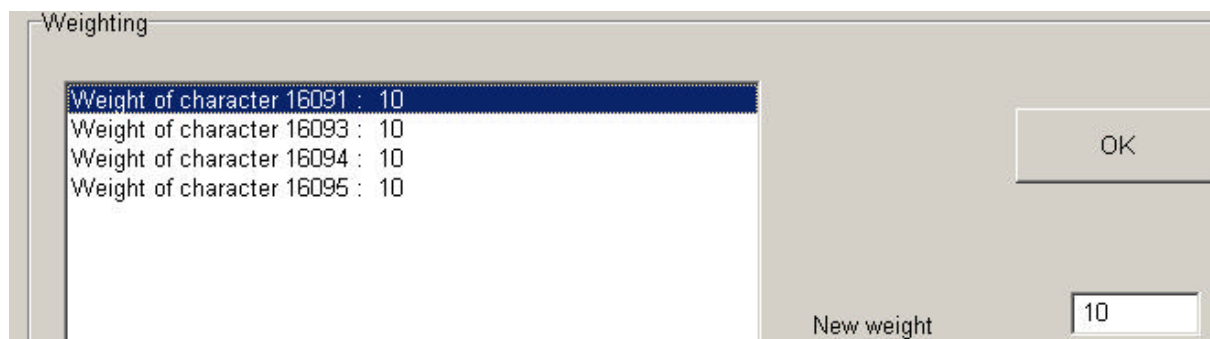 Weighting
Weight of character 16091 : 10
Weight of character 16093 : 10
Weight of character 16094 : 10
Weight of character 16095 : 10
OK
New weight
10